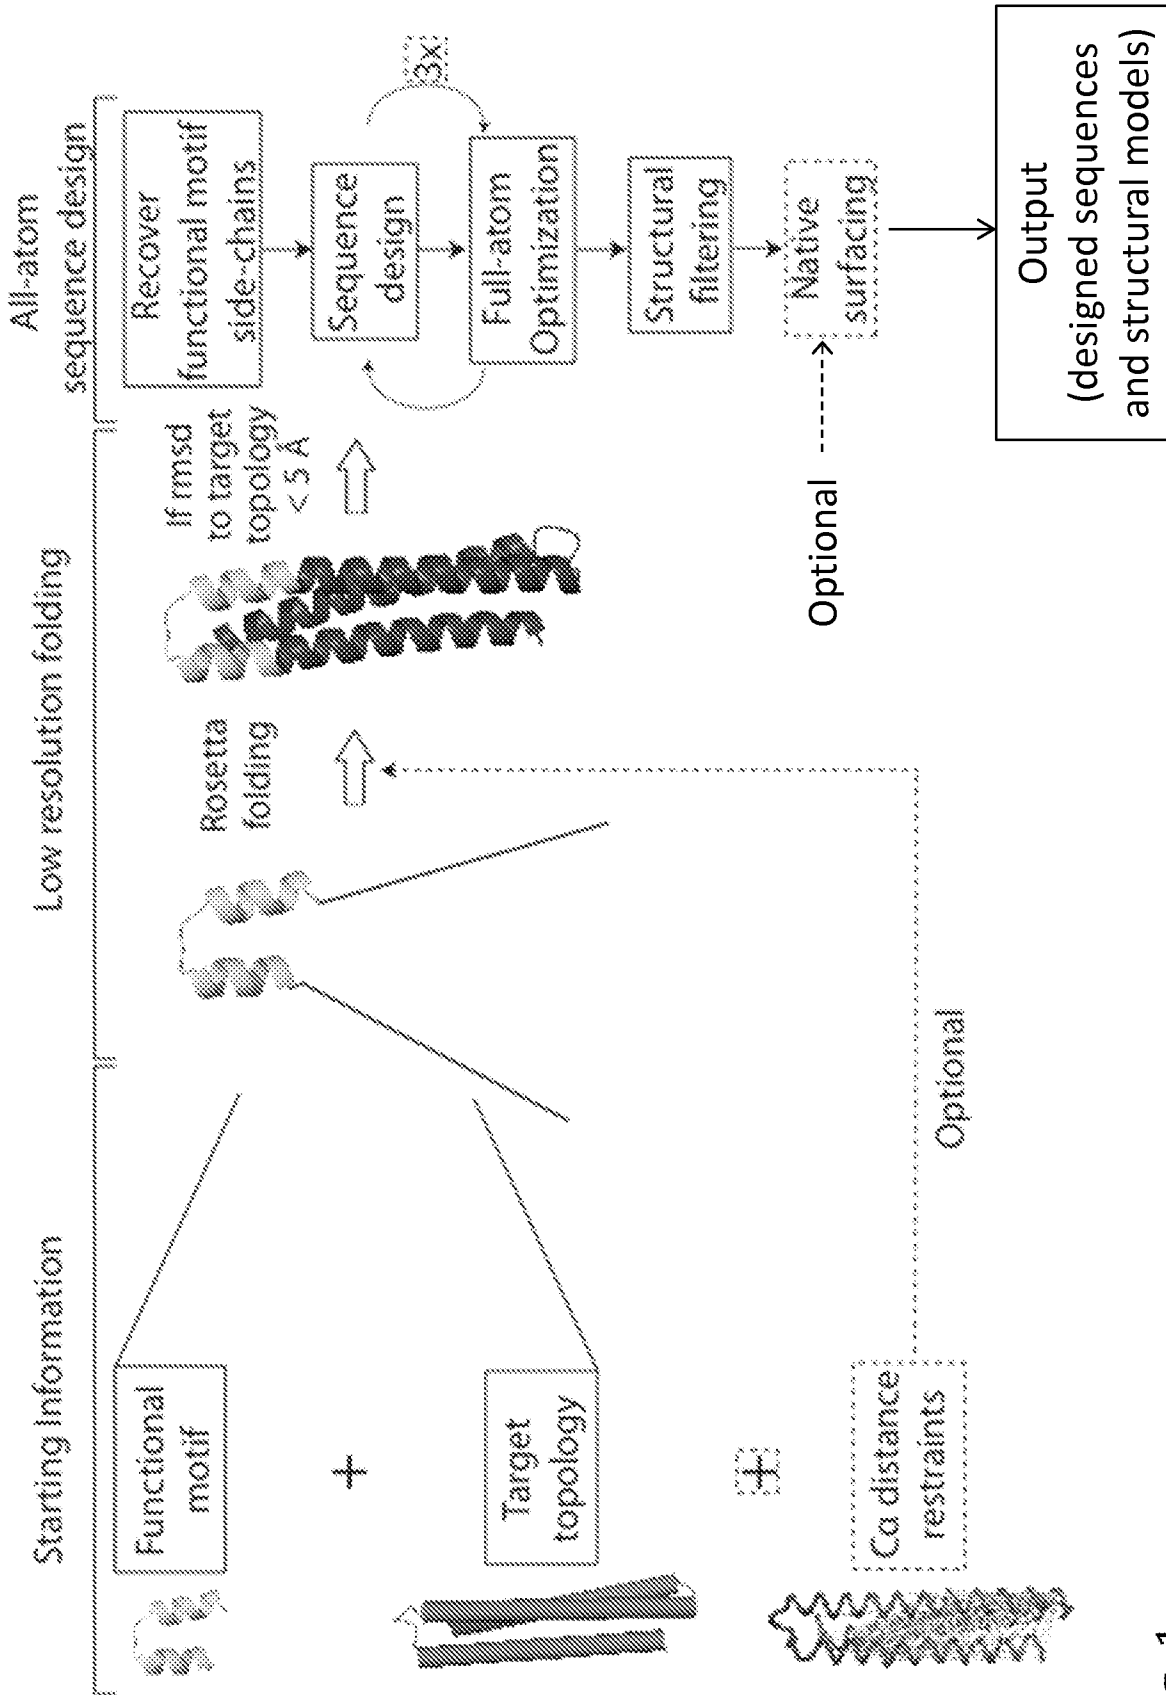 Starting Information
Functional
motif
+
Target
topology
+
Cα distance
restraints
Optional
Low resolution folding
Rosetta
folding
If rmsd
to target
topology
< 5 Å
All-atom
sequence design
Recover
functional motif
side-chains
Sequence
design
3x
Full-atom
Optimization
Structural
filtering
Native
surfacing
Optional
Output
(designed sequences
and structural models)